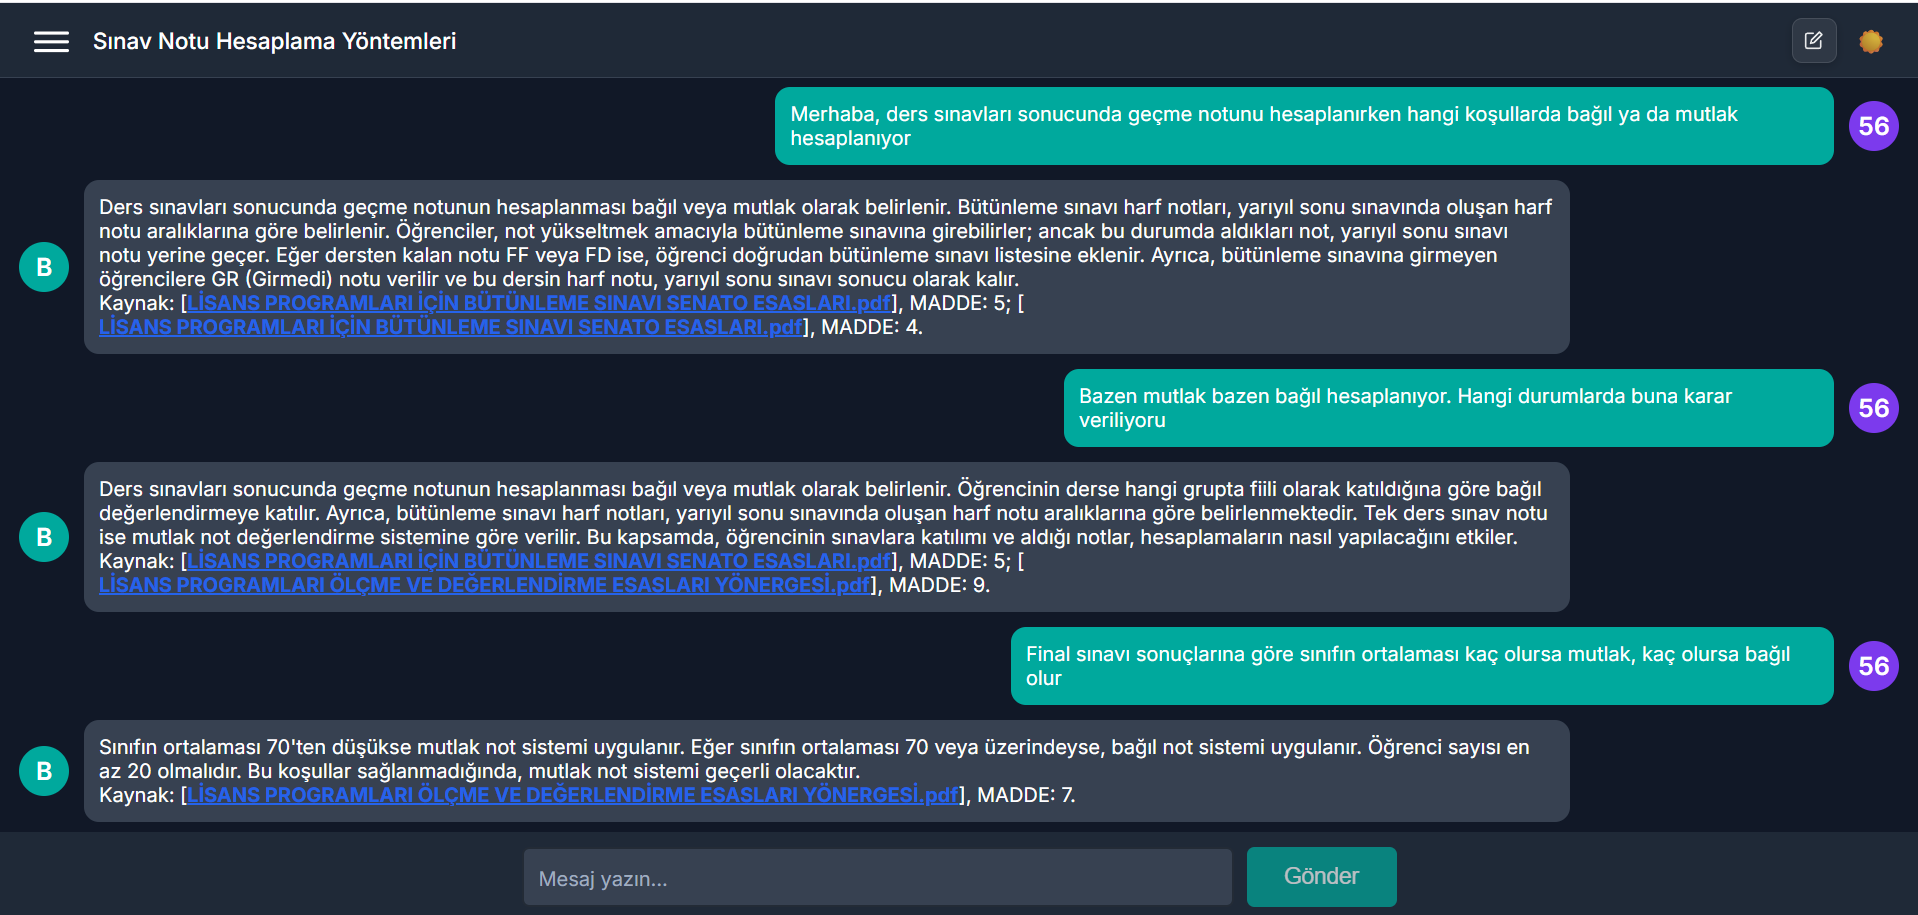 Sınav Notu Hesaplama Yöntemleri
Merhaba, ders sınavları sonucunda geçme notunu hesaplanırken hangi koşullarda bağıl ya da mutlak
hesaplanıyor
56
Ders sınavları sonucunda geçme notunun hesaplanması bağıl veya mutlak olarak belirlenir. Bütünleme sınavı harf notları, yarıyıl sonu sınavında oluşan harf
notu aralıklarına göre belirlenir. Öğrenciler, not yükseltmek amacıyla bütünleme sınavına girebilirler; ancak bu durumda aldıkları not, yarıyıl sonu sınavı
notu yerine geçer. Eğer dersten kalan notu FF veya FD ise, öğrenci doğrudan bütünleme sınavı listesine eklenir. Ayrıca, bütünleme sınavına girmeyen
öğrencilere GR (Girmedi) notu verilir ve bu dersin harf notu, yarıyıl sonu sınavı sonucu olarak kalır.
Kaynak: [LİSANS PROGRAMLARI İÇİN BÜTÜNLEME SINAVI SENATO ESASLARI.pdf], MADDE: 5; [
LİSANS PROGRAMLARI İÇİN BÜTÜNLEME SINAVI SENATO ESASLARI.pdf], MADDE: 4.
B
Bazen mutlak bazen bağıl hesaplanıyor. Hangi durumlarda buna karar
veriliyoru
56
Ders sınavları sonucunda geçme notunun hesaplanması bağıl veya mutlak olarak belirlenir. Öğrencinin derse hangi grupta fiili olarak katıldığına göre bağıl
değerlendirmeye katılır. Ayrıca, bütünleme sınavı harf notları, yarıyıl sonu sınavında oluşan harf notu aralıklarına göre belirlenmektedir. Tek ders sınav notu
ise mutlak not değerlendirme sistemine göre verilir. Bu kapsamda, öğrencinin sınavlara katılımı ve aldığı notlar, hesaplamaların nasıl yapılacağını etkiler.
Kaynak: [LİSANS PROGRAMLARI İÇİN BÜTÜNLEME SINAVI SENATO ESASLARI.pdf], MADDE: 5; [
LİSANS PROGRAMLARI ÖLÇME VE DEĞERLENDİRME ESASLARI YÖNERGESİ.pdf], MADDE: 9.
B
Final sınavı sonuçlarına göre sınıfın ortalaması kaç olursa mutlak, kaç olursa bağıl
olur
56
Sınıfın ortalaması 70'ten düşükse mutlak not sistemi uygulanır. Eğer sınıfın ortalaması 70 veya üzerindeyse, bağıl not sistemi uygulanır. Öğrenci sayısı en
az 20 olmalıdır. Bu koşullar sağlanmadığında, mutlak not sistemi geçerli olacaktır.
Kaynak: [LİSANS PROGRAMLARI ÖLÇME VE DEĞERLENDİRME ESASLARI YÖNERGESİ.pdf], MADDE: 7.
B
Mesaj yazın...
Gönder